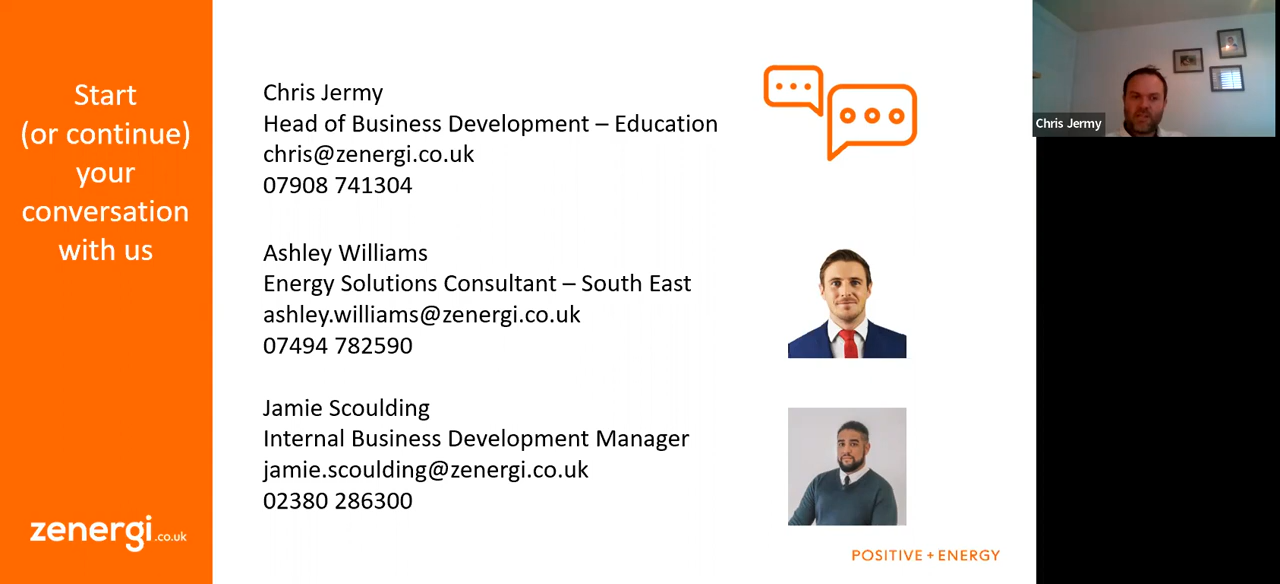 Start
(or continue)
your
conversation
with us
Chris Jermy
Head of Business Development – Education
chris@zenergi.co.uk
07908 741304
Ashley Williams
Energy Solutions Consultant – South East
ashley.williams@zenergi.co.uk
07494 782590
Jamie Scoulding
Internal Business Development Manager
jamie.scoulding@zenergi.co.uk
02380 286300
zenergi.co.uk
POSITIVE + ENERGY
Chris Jermy